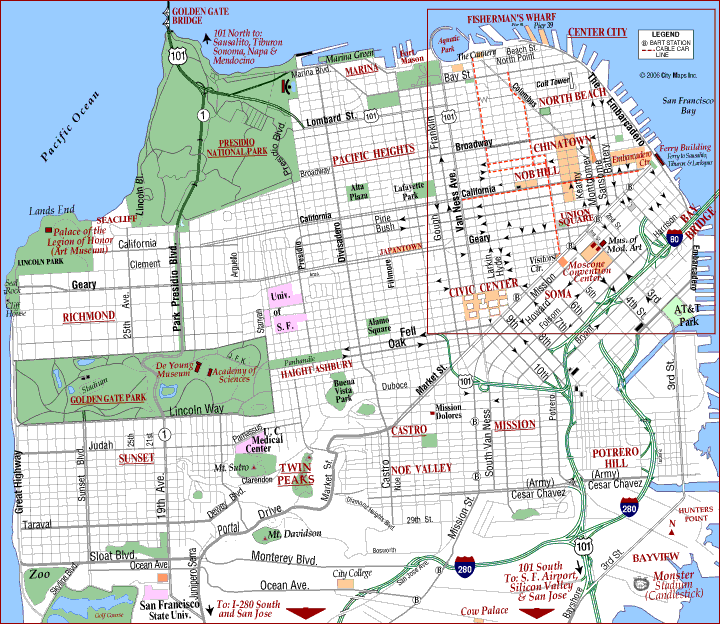 GOLDEN GATE
BRIDGE
101
101 North to:
Sausalito, Tiburon
Sonoma, Napa &
Mendocino
FISHERMAN'S WHARF
Pier 39
CENTER CITY
LEGEND
B BART STATION
CABLE CAR
LINE
© 2006 City Maps Inc.
Pacific Ocean
San Francisco
Bay
Marina Green
Marina Blvd.
MARINA
Fort
Mason
Aquatic
Park
The Cannery
Beach St.
North Point
Bay St.
Coit Tower
The Embarcadero
Columbus
NORTH BEACH
Lombard St.
101
101
Franklin
1
PRESIDIO
NATIONAL PARK
Presidio Blvd.
PACIFIC HEIGHTS
Broadway
Broadway
CHINATOWN
NOB HILL
Embarcadero
Ctr.
Ferry Building
Ferry to Sausalito,
Tiburon & Larkspur
Kearny
Montgomery
Sansome
Battery
Alta
Plaza
Lafayette
Park
California
Van Ness Ave.
Gough
Lincoln Bl.
Lands End
SEACLIFF
Palace of the
Legion of Honor
(Art Museum)
LINCOLN PARK
California
Clement
Geary
Park Presidio Blvd.
Arguello
California
Presidio
Divisadero
Pine
Bush
JAPANTOWN
Fillmore
Geary
Larkin
Hyde
UNION
SQUARE
2nd St.
Harrison
BAY
BRIDGE
80
Mus. of
Mod. Art
Visitors
Ctr.
Moscone
Convention
Center
Embarcadero
Seal
Rock
Cliff
House
RICHMOND
25th Ave.
Univ.
of
S. F.
Stanyan
Alamo
Square
CIVIC CENTER
Mission
SOMA
Howard
Folsom
9th
8th
7th
6th
5th
4th St.
3rd
10th
Bryant
AT&T
Park
Fell
Oak
Panhandle
HAIGHT ASHBURY
J.F.K.
De Young
Museum
Academy of
Sciences
Stadium
GOLDEN GATE PARK
Lincoln Way
Buena
Vista
Park
Duboce
Market St.
101
Mission
Dolores
MISSION
Potrero
3rd St.
CASTRO
South Van Ness
Great Highway
Judah
25th
21st
1
SUNSET
Sunset Blvd.
19th Ave.
Parnassus
U. C.
Medical
Center
Mt. Sutro
Clarendon
TWIN
PEAKS
Market St.
Castro
Noe
NOE VALLEY
POTRERO
HILL
(Army)
Cesar Chavez
(Army)
Cesar Chavez
Dewey Blvd.
Portal
Drive
Diamond Heights Blvd.
29th St.
Mission St.
280
HUNTERS
POINT
N
Taraval
Mt. Davidson
Sloat Blvd.
Ocean Ave.
Monterey Blvd.
Bosworth
San Jose Ave.
280
101
3rd St.
BAYVIEW
Zoo
Skyline Blvd.
Junipero Serra
Ocean Ave.
City College
101 South
To: S. F. Airport,
Silicon Valley
& San Jose
Bayshore
Monster
Stadium
(Candlestick)
Golf Course
San Francisco
State Univ.
To: I-280 South
and San Jose
Cow Palace